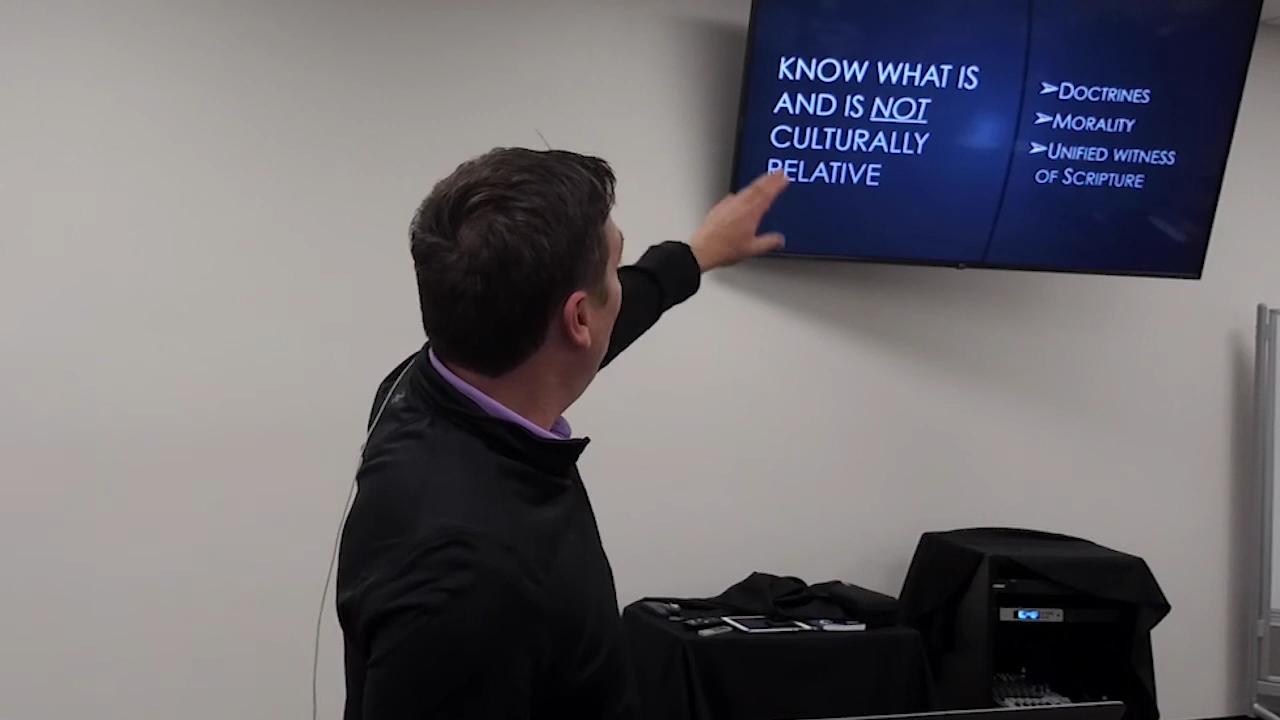 KNOW WHAT IS
AND IS NOT
CULTURALLY
RELATIVE
➢DOCTRINES
➢MORALITY
➢UNIFIED WITNESS
OF SCRIPTURE